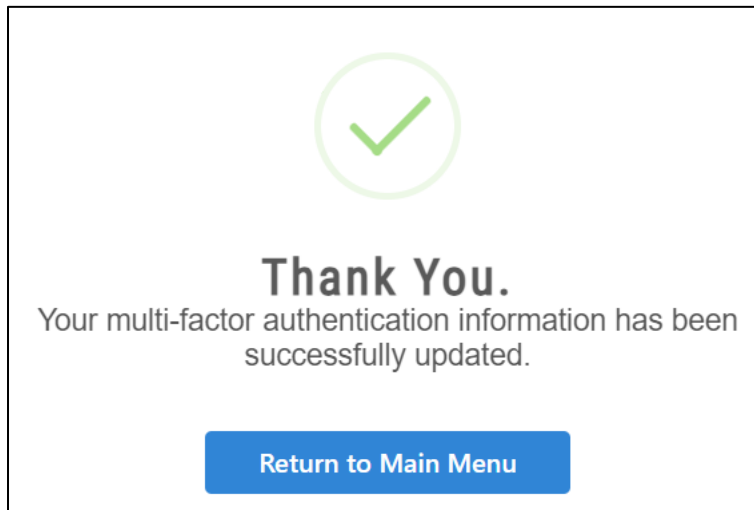 Thank You.
Your multi-factor authentication information has been
successfully updated.
Return to Main Menu